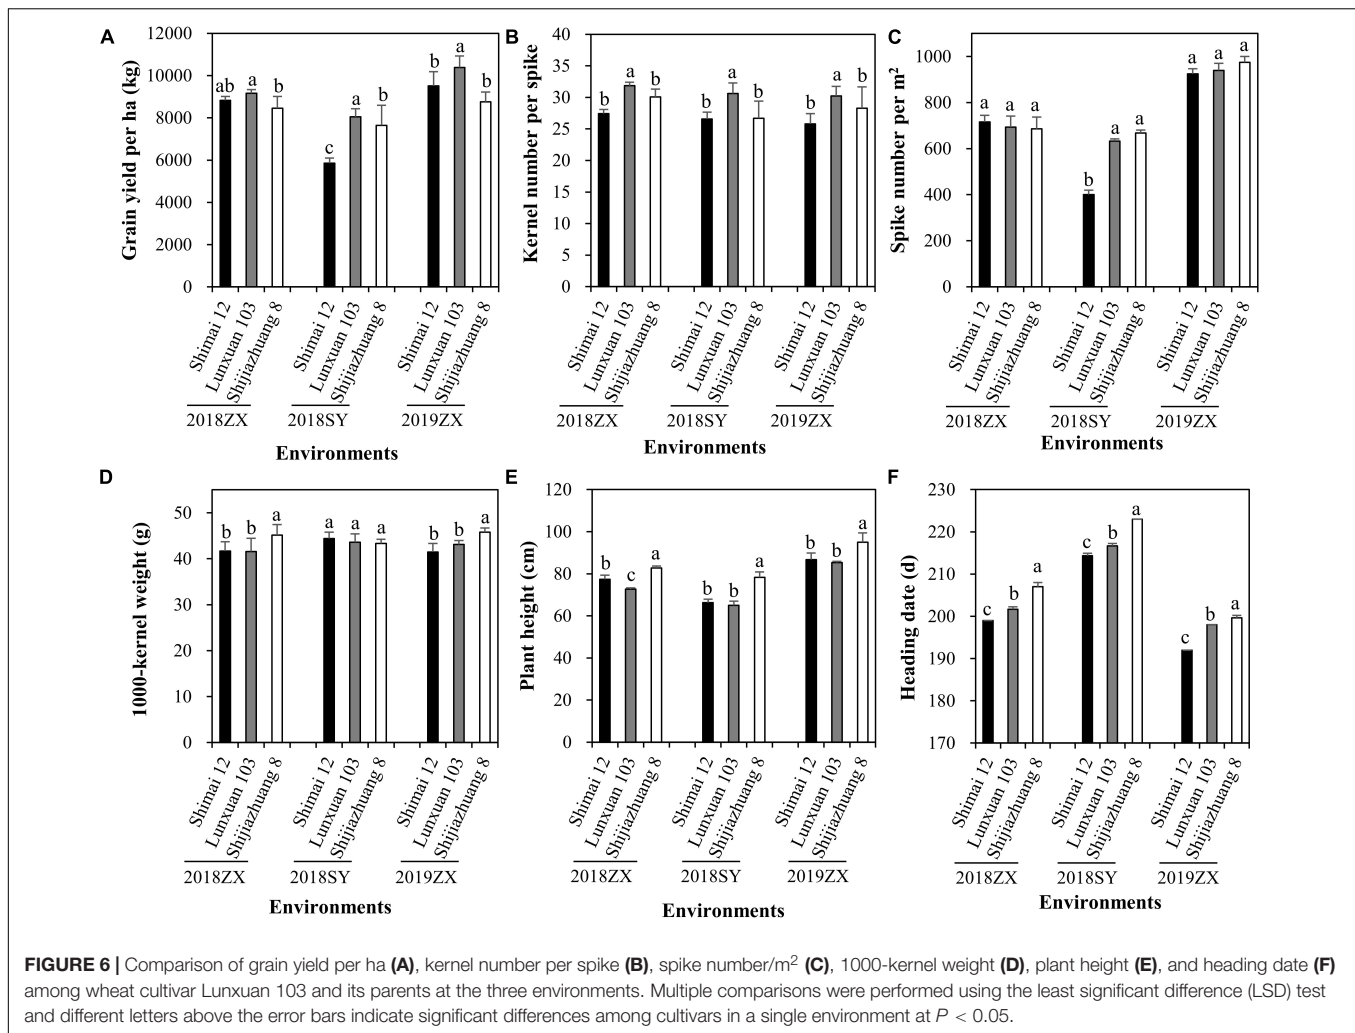 A
Grain yield per ha (kg)
12000
10000
8000
6000
4000
2000
0
ab a b
c a b
b a b
Shimai 12 Lunxuan 103 Shijiazhuang 8
Shimai 12 Lunxuan 103 Shijiazhuang 8
Shimai 12 Lunxuan 103 Shijiazhuang 8
2018ZX 2018SY 2019ZX
Environments
B
Kernel number per spike
40
35
30
25
20
15
10
5
0
b a b
b a b
b a b
Shimai 12 Lunxuan 103 Shijiazhuang 8
Shimai 12 Lunxuan 103 Shijiazhuang 8
Shimai 12 Lunxuan 103 Shijiazhuang 8
2018ZX 2018SY 2019ZX
Environments
C
Spike number per m²
1000
800
600
400
200
0
a a a
b a a
a a a
Shimai 12 Lunxuan 103 Shijiazhuang 8
Shimai 12 Lunxuan 103 Shijiazhuang 8
Shimai 12 Lunxuan 103 Shijiazhuang 8
2018ZX 2018SY 2019ZX
Environments
D
1000-kernel weight (g)
50
40
30
20
10
0
b b a
a a a
b b a
Shimai 12 Lunxuan 103 Shijiazhuang 8
Shimai 12 Lunxuan 103 Shijiazhuang 8
Shimai 12 Lunxuan 103 Shijiazhuang 8
2018ZX 2018SY 2019ZX
Environments
E
Plant height (cm)
120
100
80
60
40
20
0
b c a
b b a
b b a
Shimai 12 Lunxuan 103 Shijiazhuang 8
Shimai 12 Lunxuan 103 Shijiazhuang 8
Shimai 12 Lunxuan 103 Shijiazhuang 8
2018ZX 2018SY 2019ZX
Environments
F
Heading date (d)
230
220
210
200
190
170
c b a
c b a
c b a
Shimai 12 Lunxuan 103 Shijiazhuang 8
Shimai 12 Lunxuan 103 Shijiazhuang 8
Shimai 12 Lunxuan 103 Shijiazhuang 8
2018ZX 2018SY 2019ZX
Environments
FIGURE 6 | Comparison of grain yield per ha (A), kernel number per spike (B), spike number/m² (C), 1000-kernel weight (D), plant height (E), and heading date (F)
among wheat cultivar Lunxuan 103 and its parents at the three environments. Multiple comparisons were performed using the least significant difference (LSD) test
and different letters above the error bars indicate significant differences among cultivars in a single environment at P < 0.05.